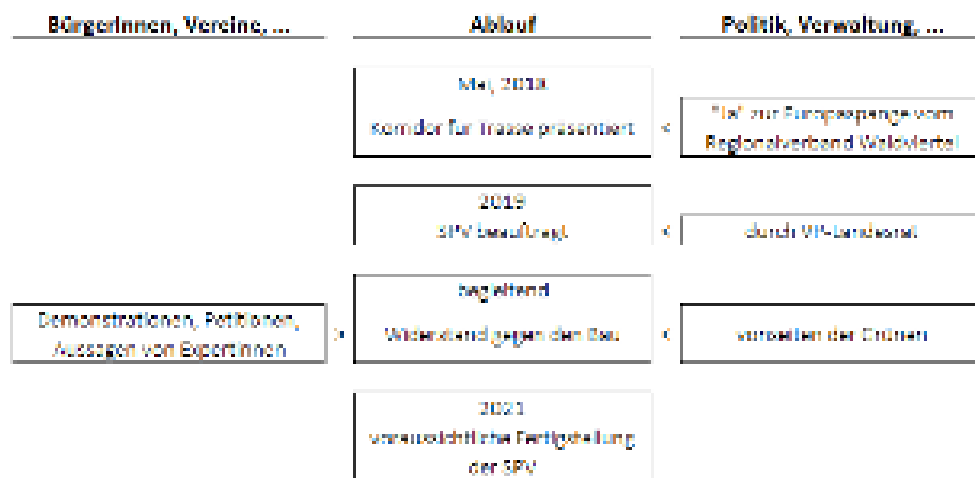 BürgerInnen, Vereine, ...
Ablauf
Politik, Verwaltung, ...
Mai, 2018
Korridor für Trasse präsentiert
<
"Ja" zur Europaspange vom
Regionalverband Waldviertel
2019
SPV beauftragt
<
durch VP-Landesrat
Demonstrationen, Petitionen,
Aussagen von ExpertInnen
>
begleitend
Widerstand gegen den Bau
<
vonseiten der Grünen
2021
voraussichtliche Fertigstellung
der SPV